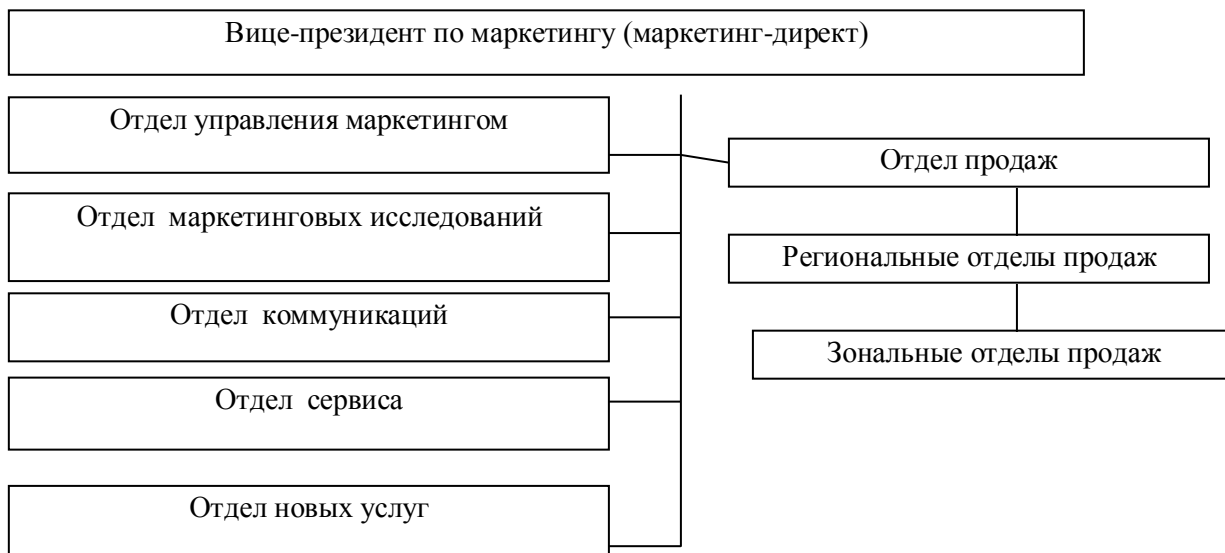 Вице-президент по маркетингу (маркетинг-директ)
Отдел управления маркетингом
Отдел маркетинговых исследований
Отдел коммуникаций
Отдел сервиса
Отдел новых услуг
Отдел продаж
Региональные отделы продаж
Зональные отделы продаж